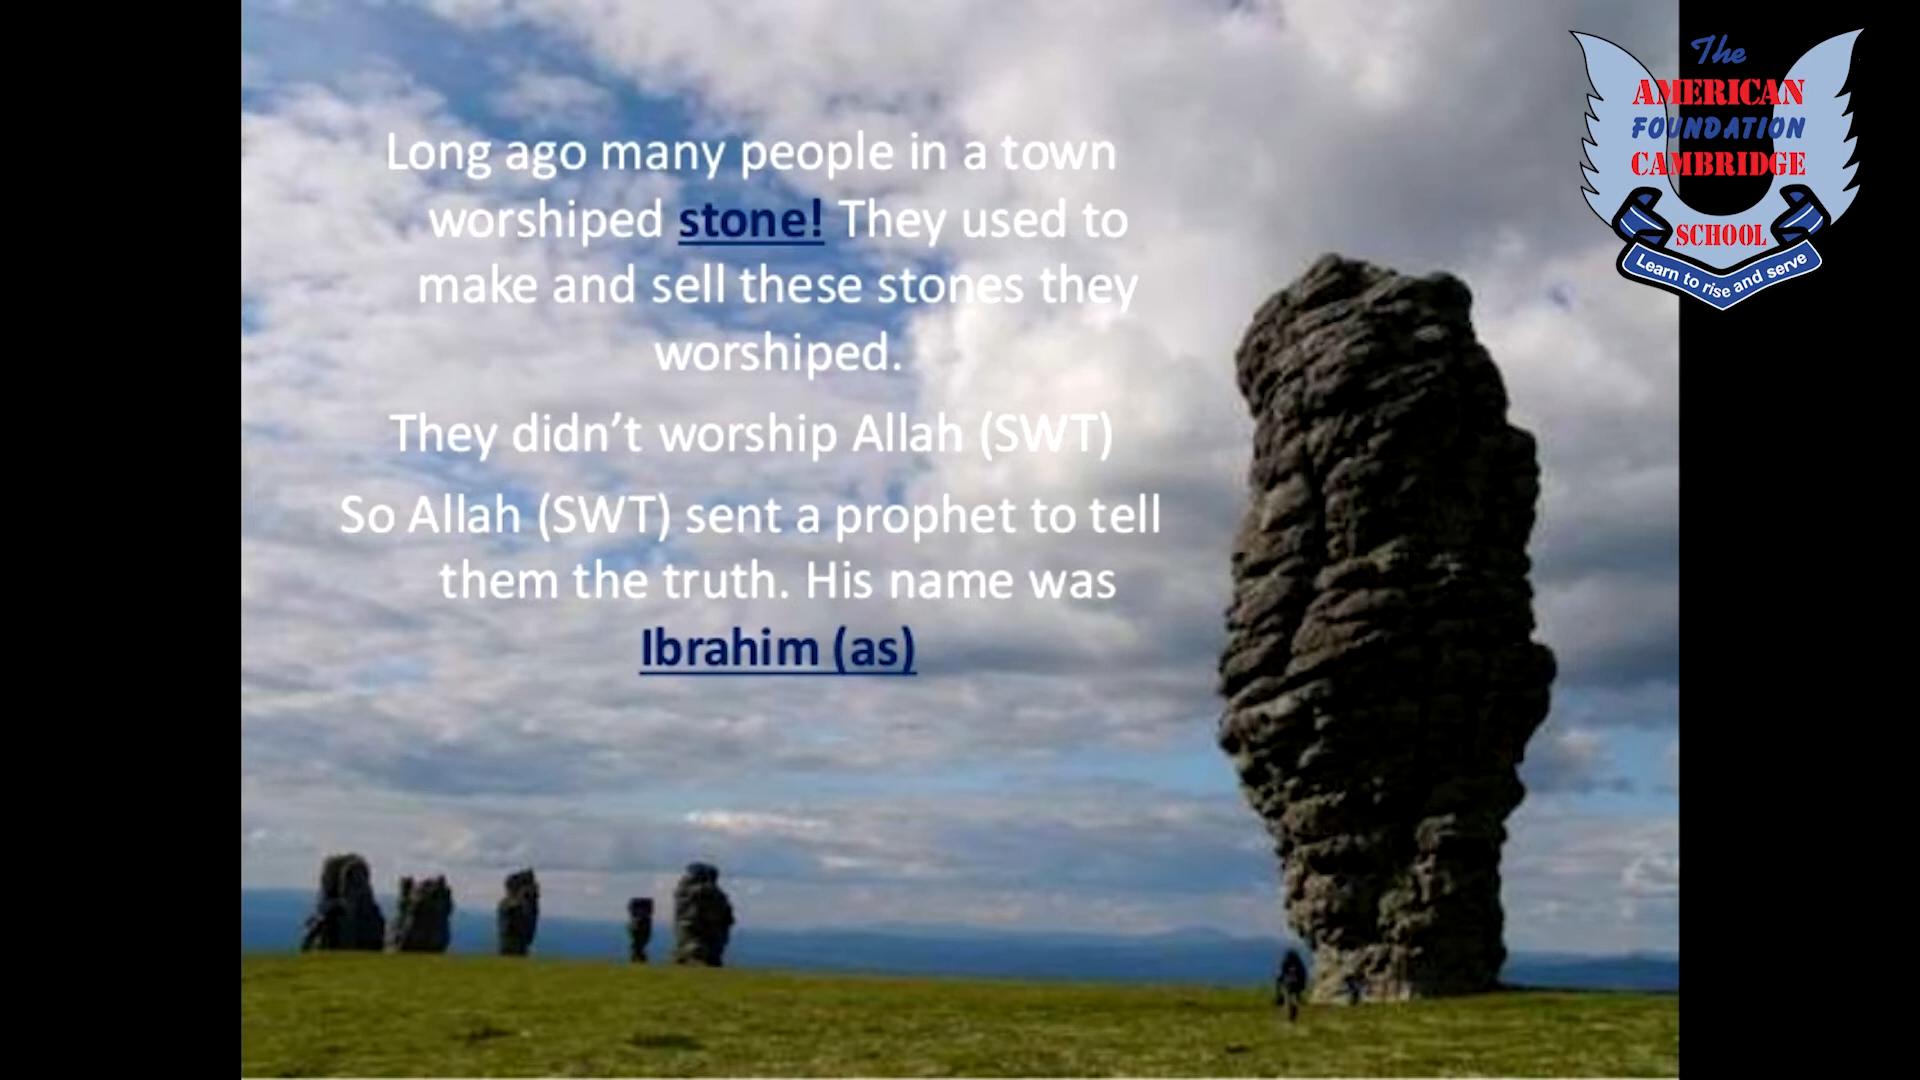 Long ago many people in a town
worshiped stone! They used to
make and sell these stones they
worshiped.
They didn’t worship Allah (SWT)
So Allah (SWT) sent a prophet to tell
them the truth. His name was
Ibrahim (as)
The
AMERICAN
FOUNDATION
CAMBRIDGE
SCHOOL
Learn to rise and serve